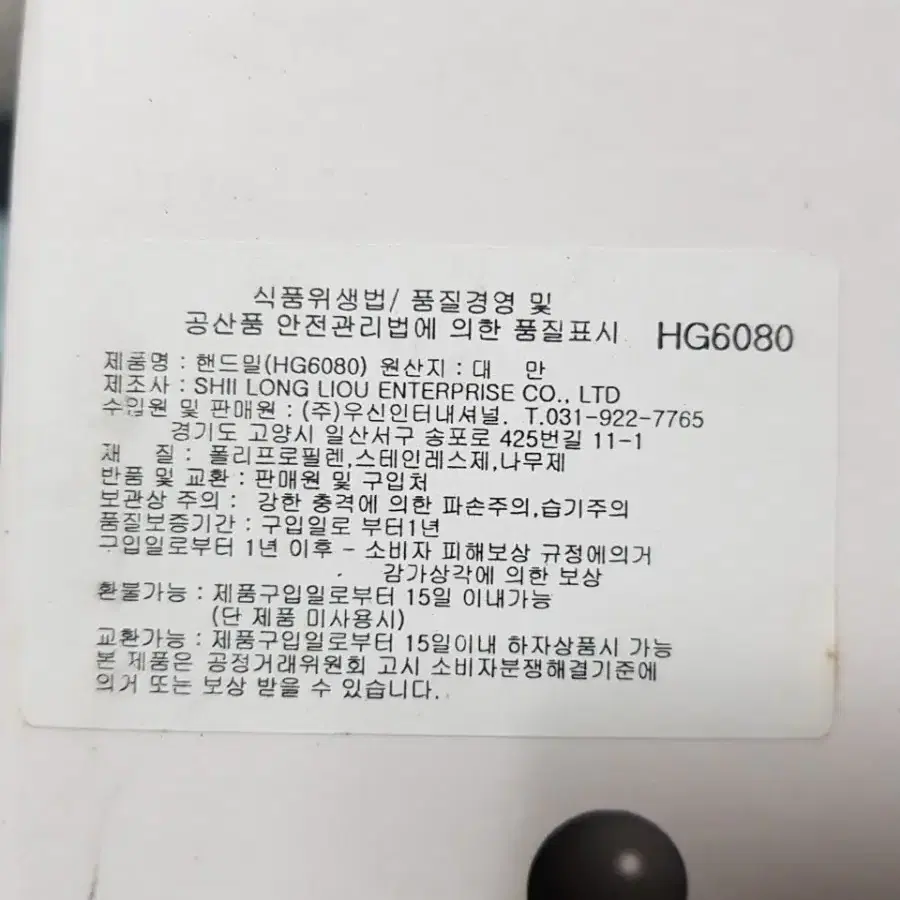 식품위생법/ 품질경영 및
공산품 안전관리법에 의한 품질표시 HG6080
제품명 : 핸드밀(HG6080) 원산지 : 대 만
제조사 : SHII LONG LIOU ENTERPRISE CO., LTD
수입원 및 판매원 : (주)우신인터내셔널. T.031-922-7765
경기도 고양시 일산서구 송포로 425번길 11-1
재 질 : 폴리프로필렌,스테인레스제,나무제
반품 및 교환 : 판매원 및 구입처
보관상 주의 : 강한 충격에 의한 파손주의,습기주의
품질보증기간 : 구입일로 부터1년
구입일로부터 1년 이후 - 소비자 피해보상 규정에의거
감가상각에 의한 보상
환불가능 : 제품구입일로부터 15일 이내가능
(단 제품 미사용시)
교환가능 : 제품구입일로부터 15일이내 하자상품시 가능
본 제품은 공정거래위원회 고시 소비자분쟁해결기준에
의거 또는 보상 받을 수 있습니다.